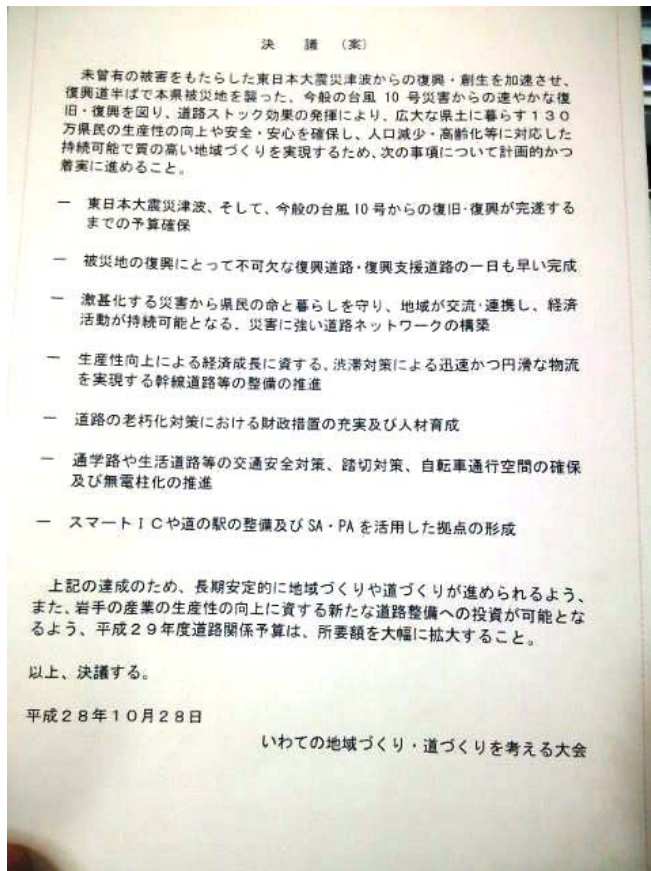 決　議　（案）
未曾有の被害をもたらした東日本大震災津波からの復興・創生を加速させ、
復興道半ばで本県被災地を襲った、今般の台風１０号災害からの速やかな復
旧・復興を図り、道路ストック効果の発揮により、広大な県土に暮らす１３０
万県民の生産性の向上や安全・安心を確保し、人口減少・高齢化等に対応した
持続可能で質の高い地域づくりを実現するため、次の事項について計画的かつ
着実に進めること。
一　東日本大震災津波、そして、今般の台風10号からの復旧・復興が完遂する
までの予算確保
一　被災地の復興にとって不可欠な復興道路・復興支援道路の一日も早い完成
一　激甚化する災害から県民の命と暮らしを守り、地域が交流・連携し、経済
活動が持続可能となる、災害に強い道路ネットワークの構築
一　生産性向上による経済成長に資する、渋滞対策による迅速かつ円滑な物流
を実現する幹線道路等の整備の推進
一　道路の老朽化対策における財政措置の充実及び人材育成
一　通学路や生活道路等の交通安全対策、踏切対策、自転車通行空間の確保
及び無電柱化の推進
一　スマートＩＣや道の駅の整備及びSA・PAを活用した拠点の形成
上記の達成のため、長期安定的に地域づくりや道づくりが進められるよう、
また、岩手の産業の生産性の向上に資する新たな道路整備への投資が可能とな
るよう、平成２９年度道路関係予算は、所要額を大幅に拡大すること。
以上、決議する。
平成２８年１０月２８日
いわての地域づくり・道づくりを考える大会